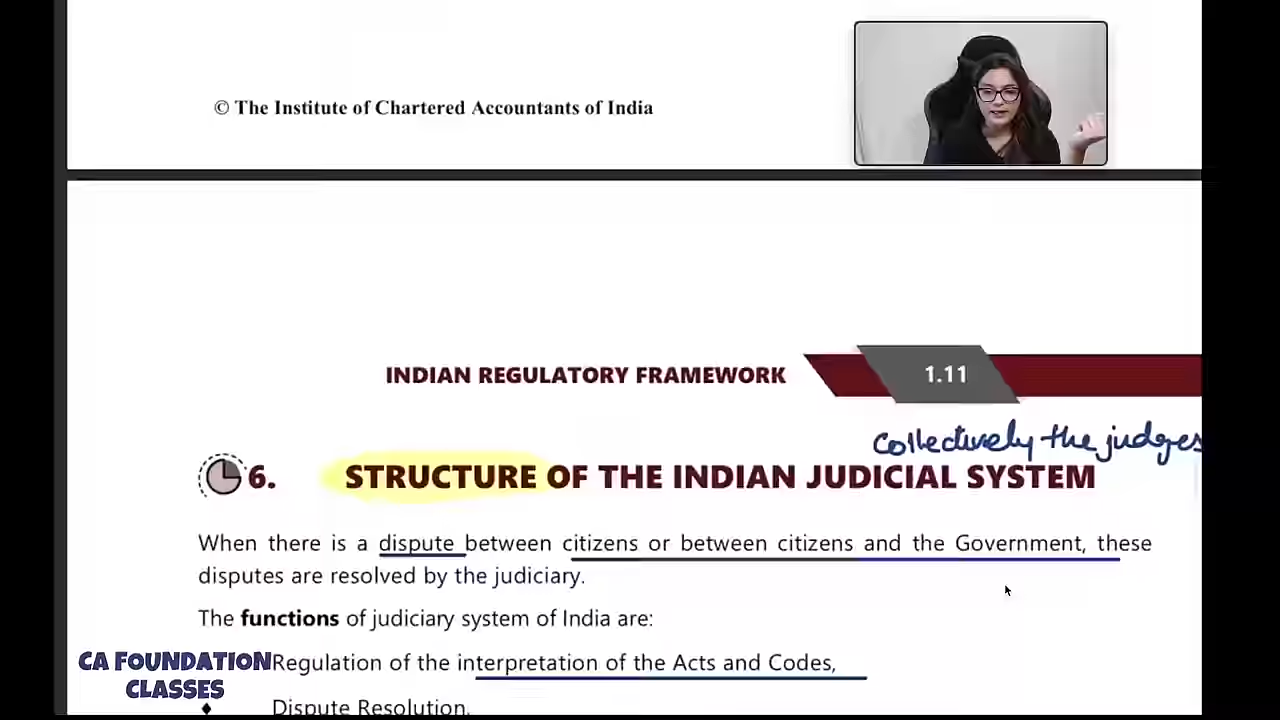 © The Institute of Chartered Accountants of India
INDIAN REGULATORY FRAMEWORK 1.11
Collectively the judges
6. STRUCTURE OF THE INDIAN JUDICIAL SYSTEM
When there is a dispute between citizens or between citizens and the Government, these
disputes are resolved by the judiciary.
The functions of judiciary system of India are:
Regulation of the interpretation of the Acts and Codes,
Dispute Resolution,
CA FOUNDATION
CLASSES